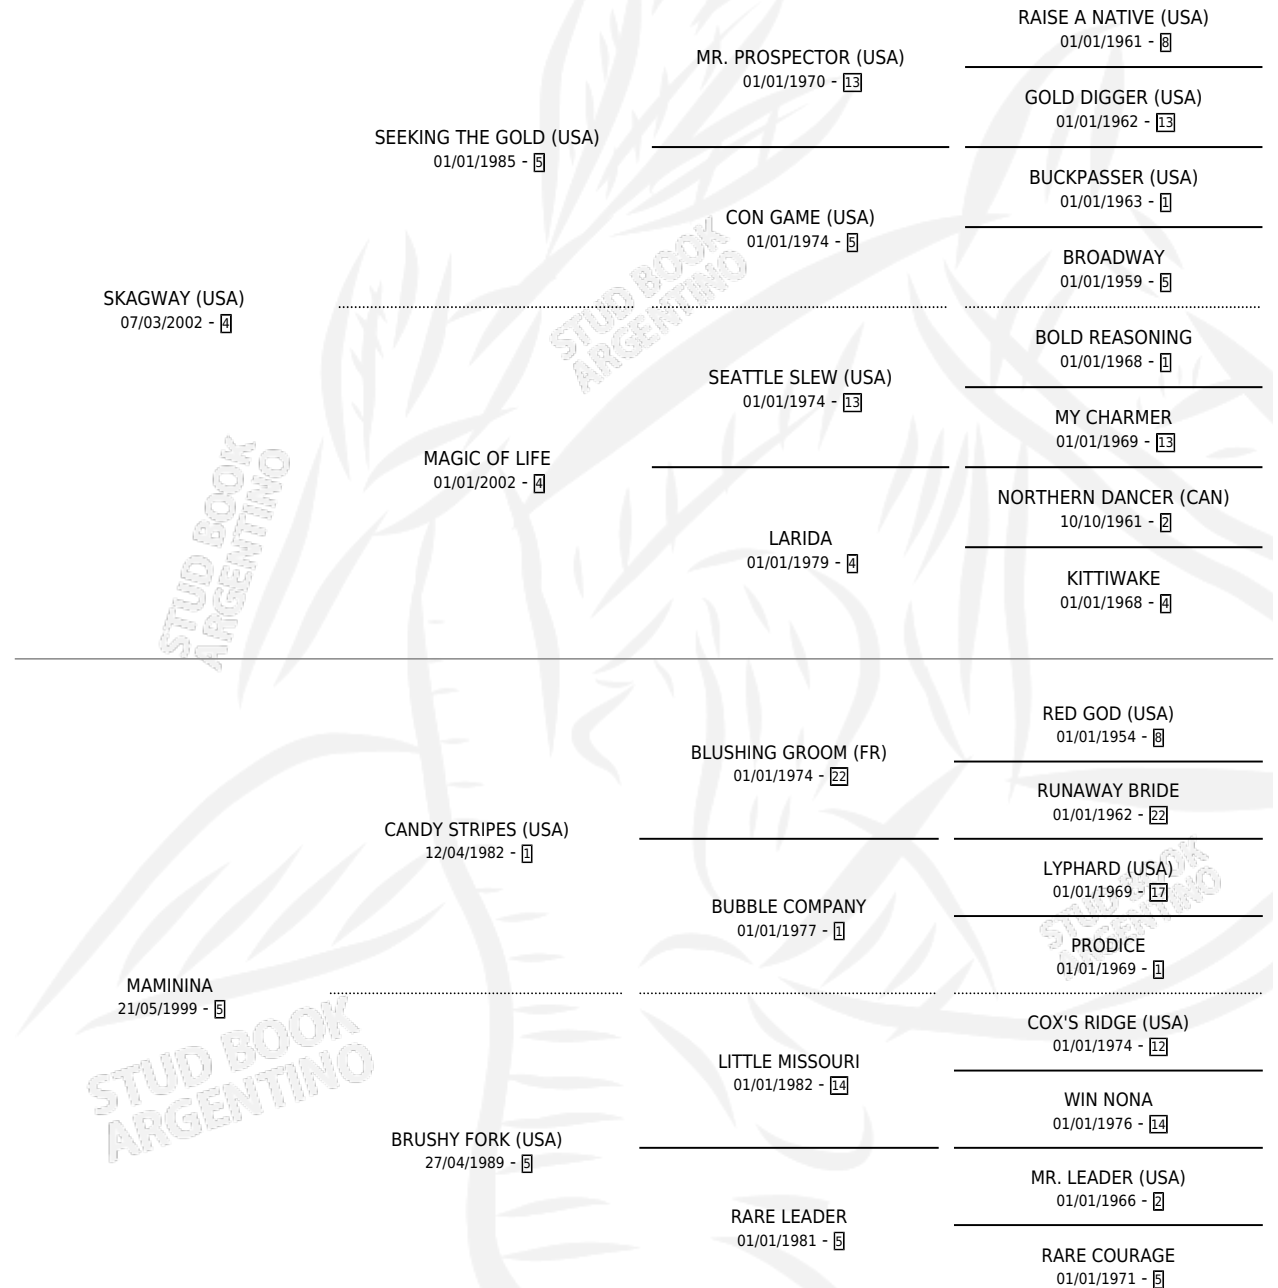 RAISE A NATIVE (USA)
01/01/1961 - 8
MR. PROSPECTOR (USA)
01/01/1970 - 13
GOLD DIGGER (USA)
01/01/1962 - 13
SEEKING THE GOLD (USA)
01/01/1985 - 5
BUCKPASSER (USA)
01/01/1963 - 1
CON GAME (USA)
01/01/1974 - 5
BROADWAY
01/01/1959 - 5
SKAGWAY (USA)
07/03/2002 - 4
STUD BOOK
ARGENTINO
BOLD REASONING
01/01/1968 - 1
SEATTLE SLEW (USA)
01/01/1974 - 13
MY CHARMER
01/01/1969 - 13
MAGIC OF LIFE
01/01/2002 - 4
NORTHERN DANCER (CAN)
10/10/1961 - 2
LARIDA
01/01/1979 - 4
KITTIWAKE
01/01/1968 - 4
STUD BOOK
ARGENTINO
RED GOD (USA)
01/01/1954 - 8
BLUSHING GROOM (FR)
01/01/1974 - 22
RUNAWAY BRIDE
01/01/1962 - 22
CANDY STRIPES (USA)
12/04/1982 - 1
LYPHARD (USA)
01/01/1969 - 17
BUBBLE COMPANY
01/01/1977 - 1
STUD BOOK
ARGENTINO
PRODICE
01/01/1969 - 1
MAMININA
21/05/1999 - 5
STUD BOOK
ARGENTINO
COX'S RIDGE (USA)
01/01/1974 - 12
LITTLE MISSOURI
01/01/1982 - 14
WIN NONA
01/01/1976 - 14
BRUSHY FORK (USA)
27/04/1989 - 5
MR. LEADER (USA)
01/01/1966 - 2
RARE LEADER
01/01/1981 - 5
RARE COURAGE
01/01/1971 - 5